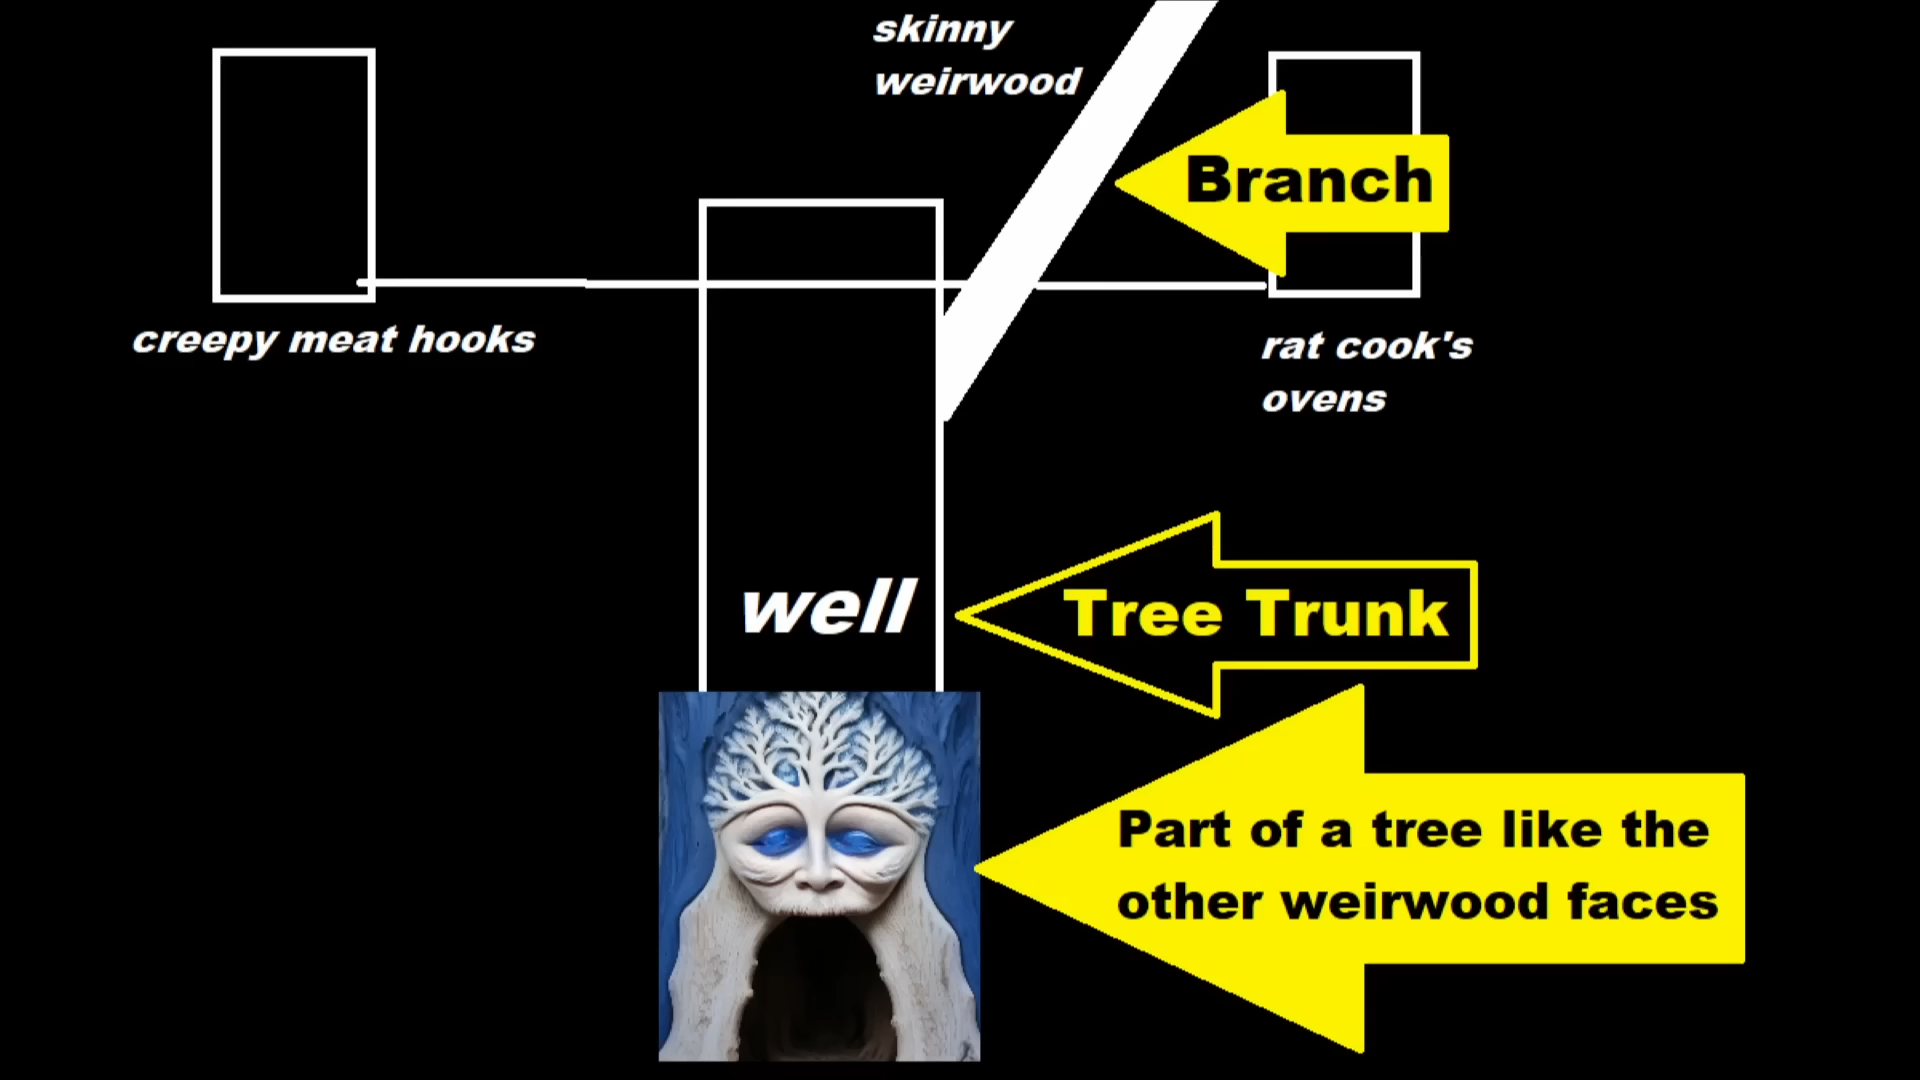 skinny
weirwood
Branch
creepy meat hooks
rat cook's
ovens
well
Tree Trunk
Part of a tree like the
other weirwood faces